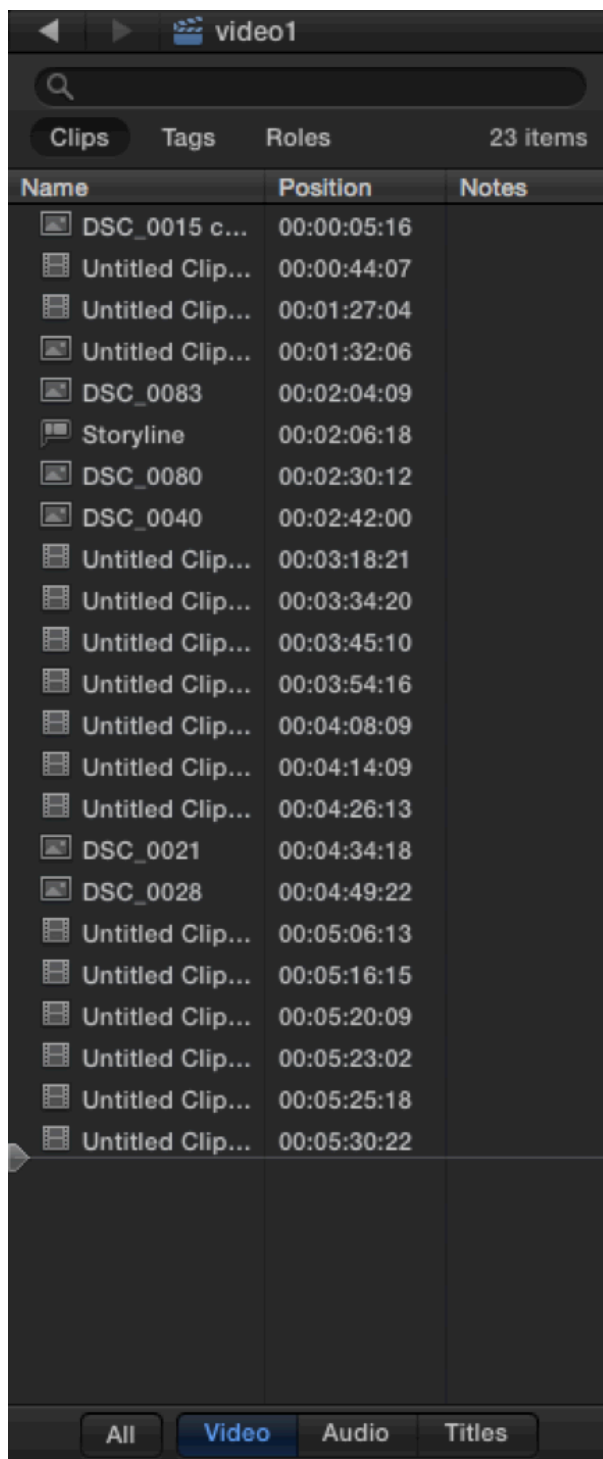 video1
Clips Tags Roles 23 items
Name Position Notes
DSC_0015 c... 00:00:05:16
Untitled Clip... 00:00:44:07
Untitled Clip... 00:01:27:04
Untitled Clip... 00:01:32:06
DSC_0083 00:02:04:09
Storyline 00:02:06:18
DSC_0080 00:02:30:12
DSC_0040 00:02:42:00
Untitled Clip... 00:03:18:21
Untitled Clip... 00:03:34:20
Untitled Clip... 00:03:45:10
Untitled Clip... 00:03:54:16
Untitled Clip... 00:04:08:09
Untitled Clip... 00:04:14:09
Untitled Clip... 00:04:26:13
DSC_0021 00:04:34:18
DSC_0028 00:04:49:22
Untitled Clip... 00:05:06:13
Untitled Clip... 00:05:16:15
Untitled Clip... 00:05:20:09
Untitled Clip... 00:05:23:02
Untitled Clip... 00:05:25:18
Untitled Clip... 00:05:30:22
All Video Audio Titles